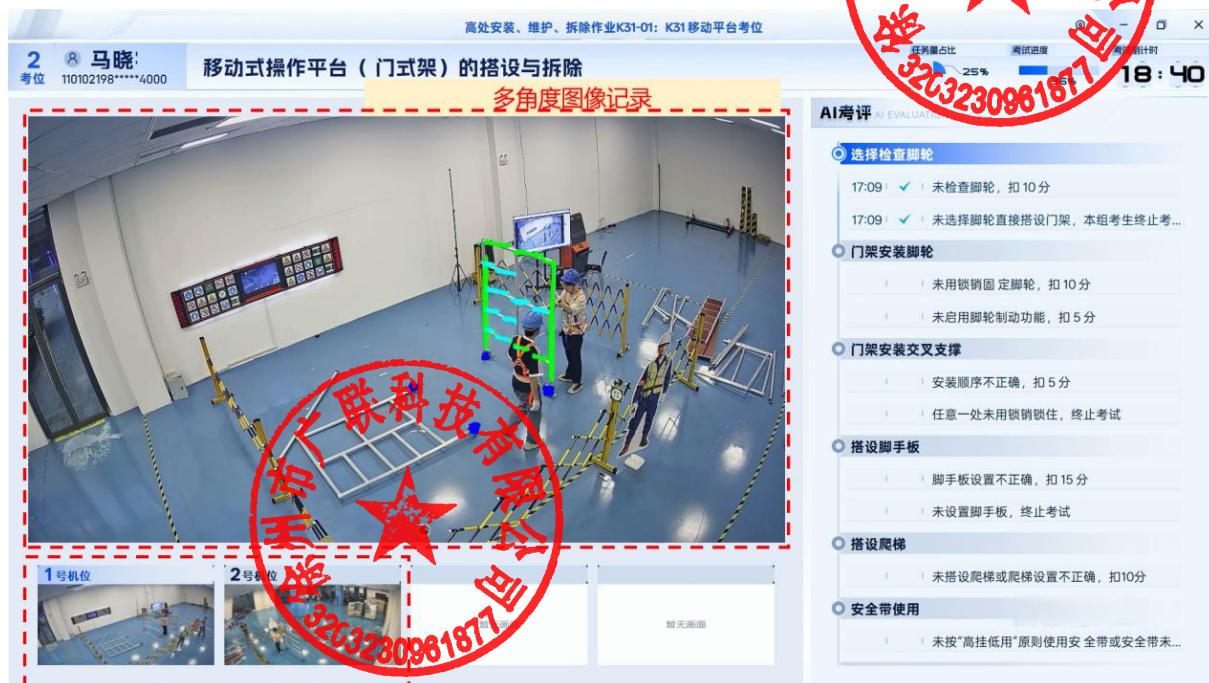 高处安装、维护、拆除作业K31-01: K31移动平台考位
2
考位
马晓
110102198*****4000
移动式操作平台（门式架）的搭设与拆除
任务量占比
25%
考试进度
18:40
多角度图像记录
AI考评
选择检查脚轮
17:09 ✓ 未检查脚轮，扣10分
17:09 ✓ 未选择脚轮直接搭设门架，本组考生终止考...
门架安装脚轮
未用锁销固 定脚轮，扣10分
未启用脚轮制动功能，扣5分
门架安装交叉支撑
安装顺序不正确，扣5分
任意一处未用锁销锁住，终止考试
搭设脚手板
脚手板设置不正确，扣15分
未设置脚手板，终止考试
搭设爬梯
未搭设爬梯或爬梯设置不正确，扣10分
安全带使用
未按"高挂低用"原则使用安 全带或安全带未...
1号机位
2号机位
暂无画面
州市广联科技有限公司
3203230961877
司
3203230961877